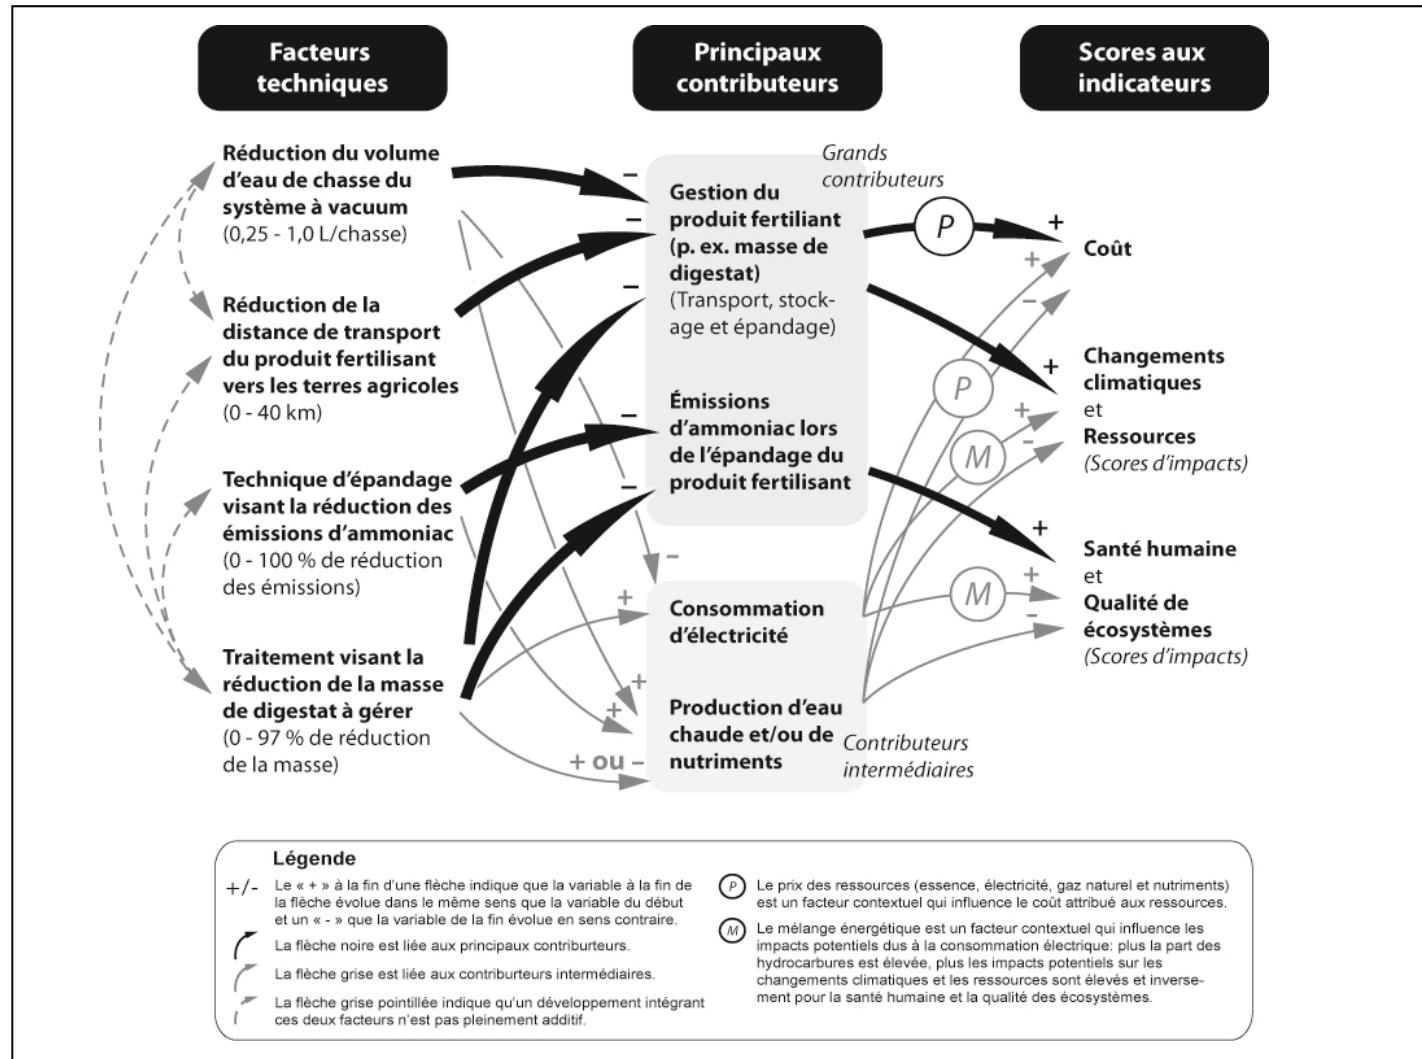 Facteurs
techniques
Principaux
contributeurs
Scores aux
indicateurs
Réduction du volume
d'eau de chasse du
système à vacuum
(0,25 - 1,0 L/chasse)
Réduction de la
distance de transport
du produit fertilisant
vers les terres agricoles
(0 - 40 km)
Technique d'épandage
visant la réduction des
émissions d'ammoniac
(0 - 100 % de réduction
des émissions)
Traitement visant la
réduction de la masse
de digestat à gérer
(0 - 97 % de réduction
de la masse)
–
–
–
–
–
–
+
+
+
+ ou –
Grands
contributeurs
Gestion du
produit fertiliant
(p. ex. masse de
digestat)
(Transport, stock-
age et épandage)
Émissions
d'ammoniac lors
de l'épandage du
produit fertilisant
Consommation
d'électricité
Production d'eau
chaude et/ou de
nutriments
Contributeurs
intermédiaires
P
P
M
M
+
+
–
+
+
–
+
+
–
Coût
Changements
climatiques
et
Ressources
(Scores d'impacts)
Santé humaine
et
Qualité de
écosystèmes
(Scores d'impacts)
Légende
+/- Le « + » à la fin d'une flèche indique que la variable à la fin de
la flèche évolue dans le même sens que la variable du début
et un « - » que la variable de la fin évolue en sens contraire.
La flèche noire est liée aux principaux contriburteurs.
La flèche grise est liée aux contriburteurs intermédiaires.
La flèche grise pointillée indique qu'un développement intégrant
ces deux facteurs n'est pas pleinement additif.
P Le prix des ressources (essence, électricité, gaz naturel et nutriments)
est un facteur contextuel qui influence le coût attribué aux ressources.
M Le mélange énergétique est un facteur contextuel qui influence les
impacts potentiels dus à la consommation électrique: plus la part des
hydrocarbures est élevée, plus les impacts potentiels sur les
changements climatiques et les ressources sont élevés et inverse-
ment pour la santé humaine et la qualité des écosystèmes.